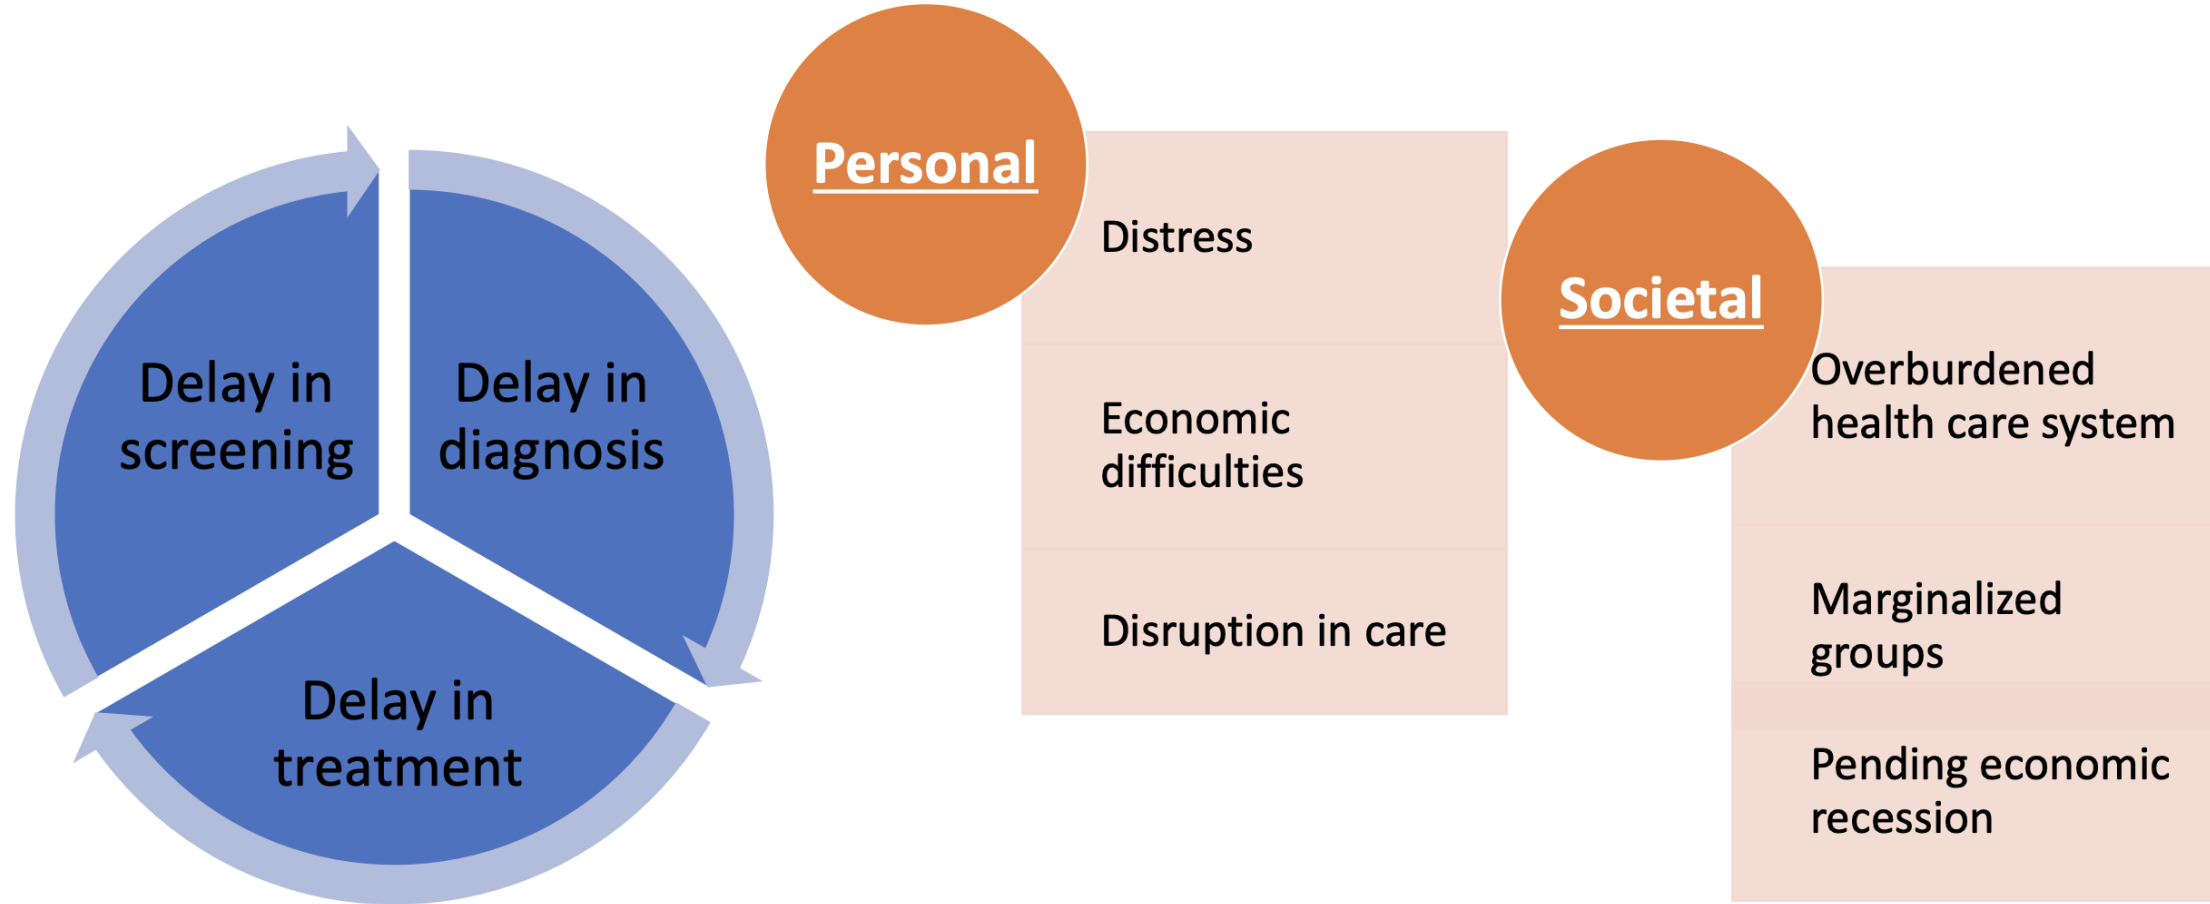 Delay in
screening
Delay in
diagnosis
Delay in
treatment
Personal
Distress
Economic
difficulties
Disruption in care
Societal
Overburdened
health care system
Marginalized
groups
Pending economic
recession